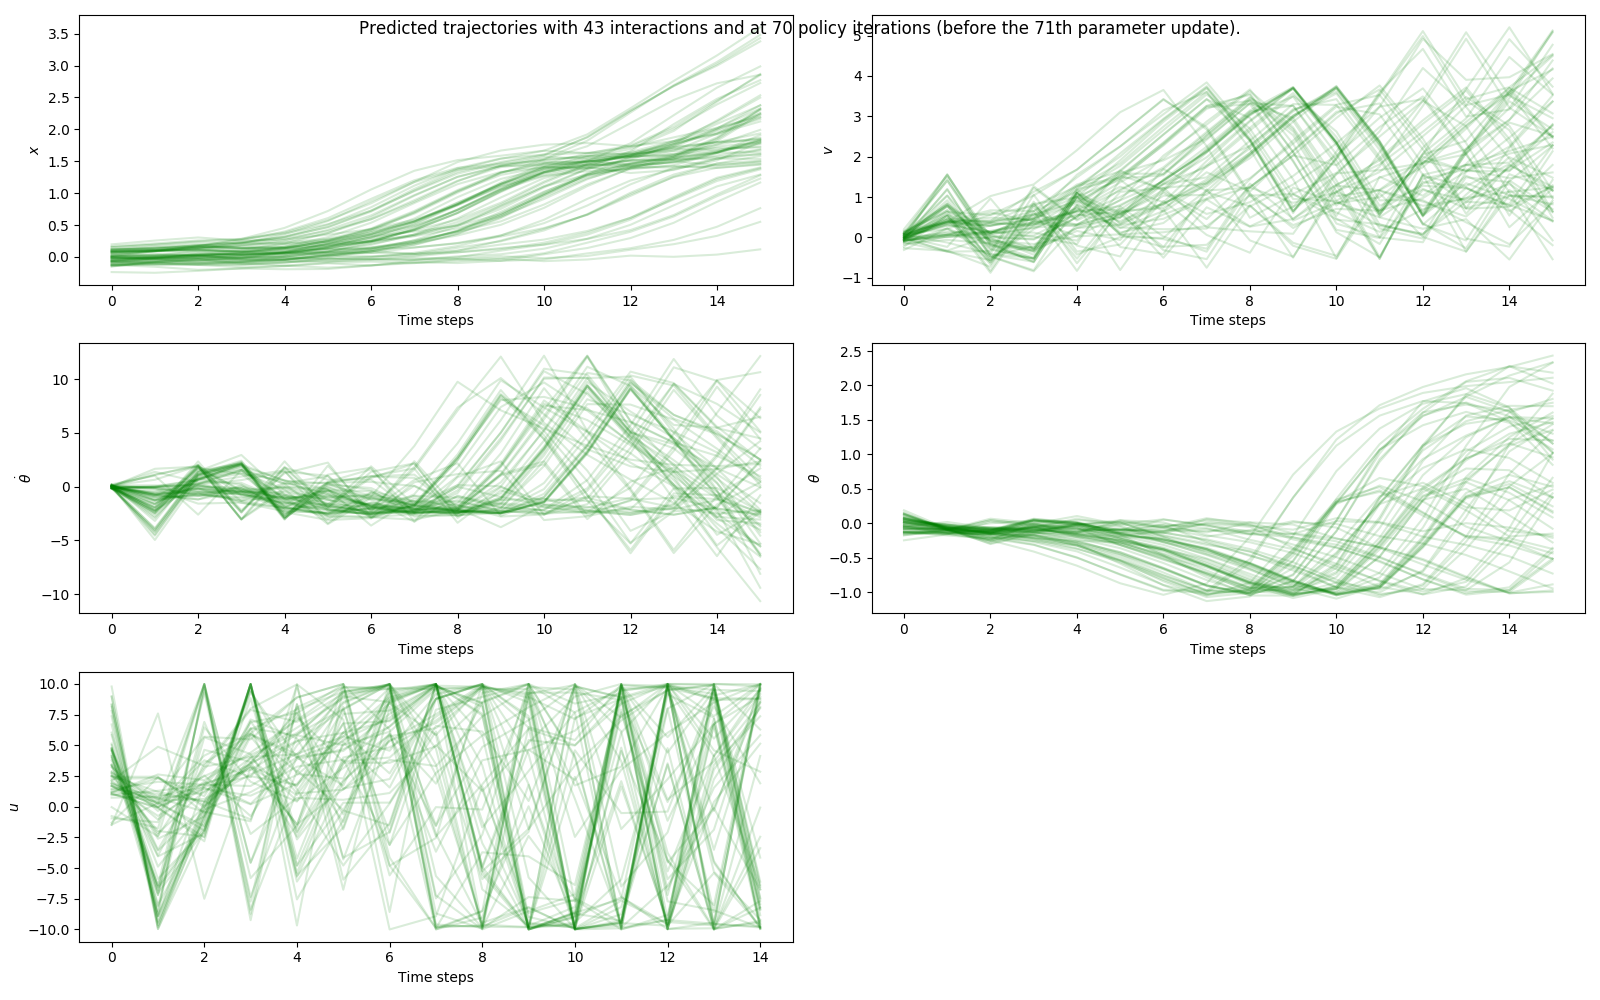 Predicted trajectories with 43 interactions and at 70 policy iterations (before the 71th parameter update).
3.5
3.0
2.5
2.0
1.5
1.0
0.5
0.0
x
0 2 4 6 8 10 12 14
Time steps
5
4
3
2
1
0
−1
v
0 2 4 6 8 10 12 14
Time steps
10
5
0
−5
−10
θ̇
0 2 4 6 8 10 12 14
Time steps
2.5
2.0
1.5
1.0
0.5
0.0
−0.5
−1.0
θ
0 2 4 6 8 10 12 14
Time steps
10.0
7.5
5.0
2.5
0.0
−2.5
−5.0
−7.5
−10.0
u
0 2 4 6 8 10 12 14
Time steps